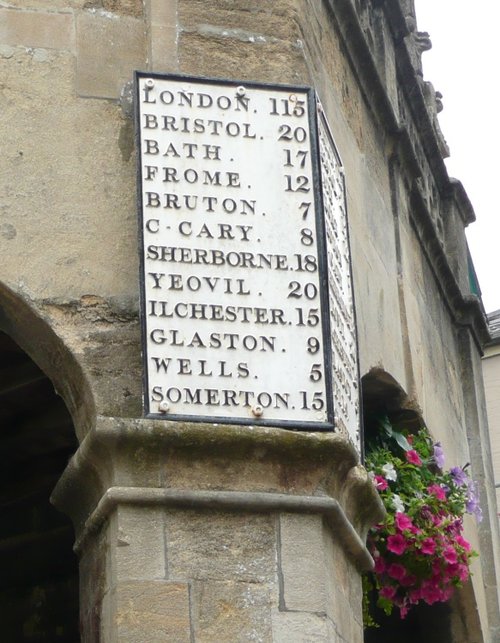 LONDON. 115
BRISTOL. 20
BATH. 17
FROME. 12
BRUTON. 7
C·CARY. 8
SHERBORNE. 18
YEOVIL. 20
ILCHESTER. 15
GLASTON. 9
WELLS. 5
SOMERTON. 15